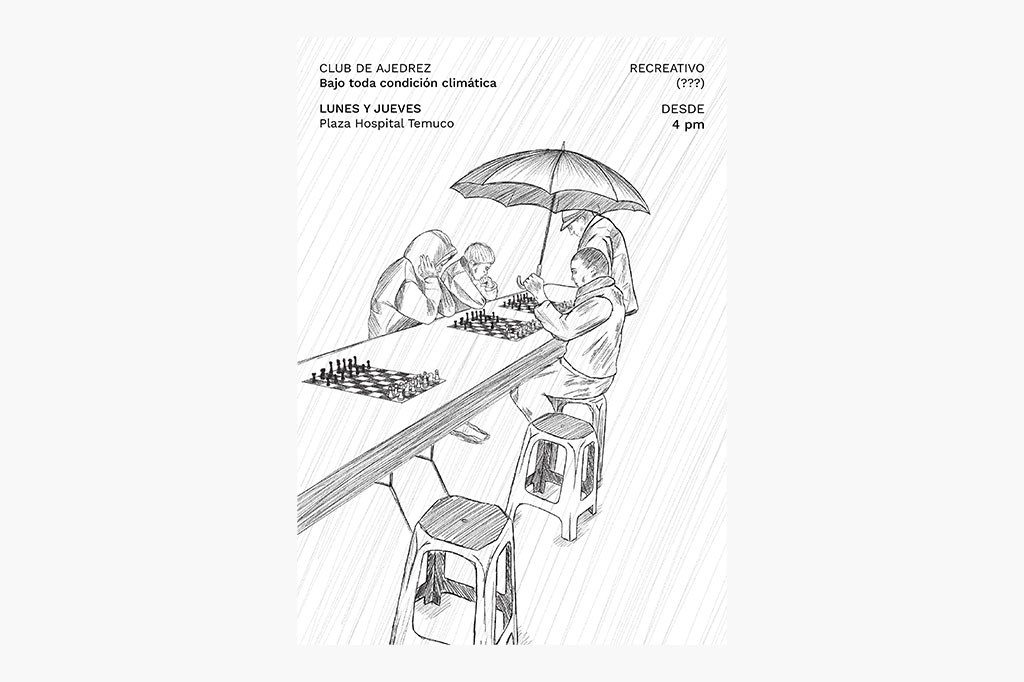 CLUB DE AJEDREZ
Bajo toda condición climática
LUNES Y JUEVES
Plaza Hospital Temuco
RECREATIVO
(???)
DESDE
4 pm